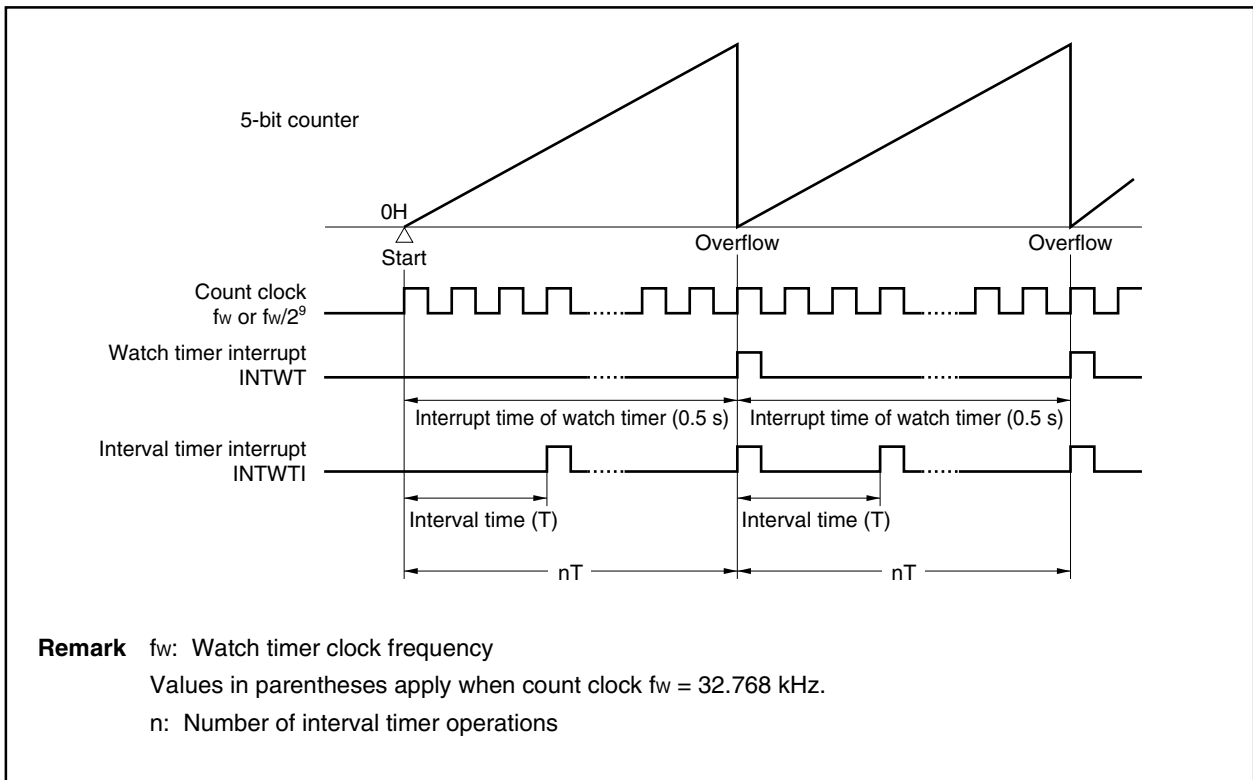 5-bit counter
0H
Start
Overflow
Overflow
Count clock
fw or fw/2⁹
Watch timer interrupt
INTWT
Interrupt time of watch timer (0.5 s)
Interrupt time of watch timer (0.5 s)
Interval timer interrupt
INTWTI
Interval time (T)
Interval time (T)
nT
nT
Remark fw: Watch timer clock frequency
Values in parentheses apply when count clock fw = 32.768 kHz.
n: Number of interval timer operations